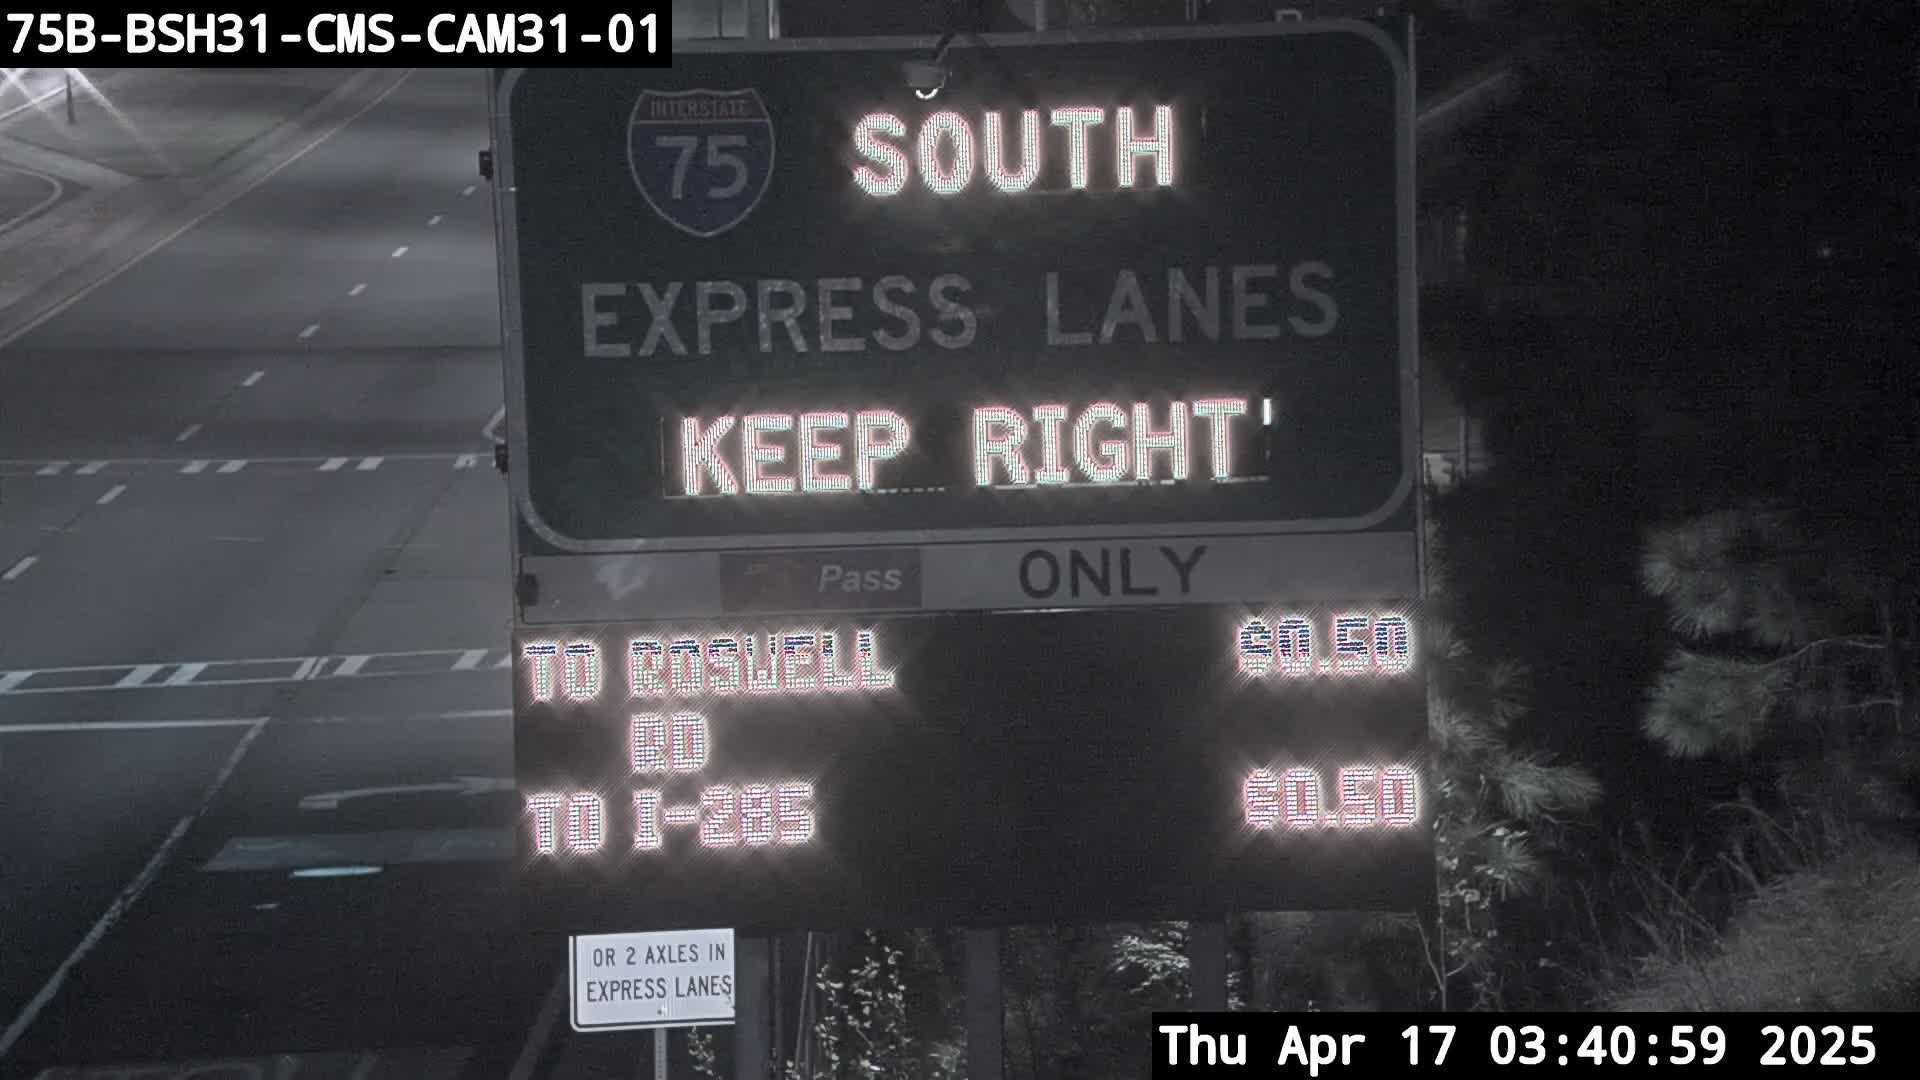 75B-BSH31-CMS-CAM31-01
INTERSTATE
75
SOUTH
EXPRESS LANES
KEEP RIGHT
Pass ONLY
TO ROSWELL $0.50
RD
TO I-285 $0.50
OR 2 AXLES IN
EXPRESS LANES
Thu Apr 17 03:40:59 2025